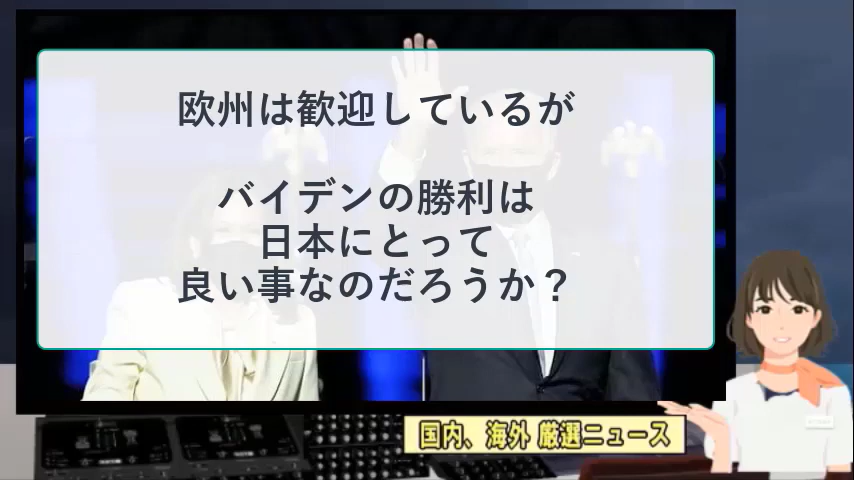 欧州は歓迎しているが
バイデンの勝利は
日本にとって
良い事なのだろうか？
国内、海外 厳選ニュース